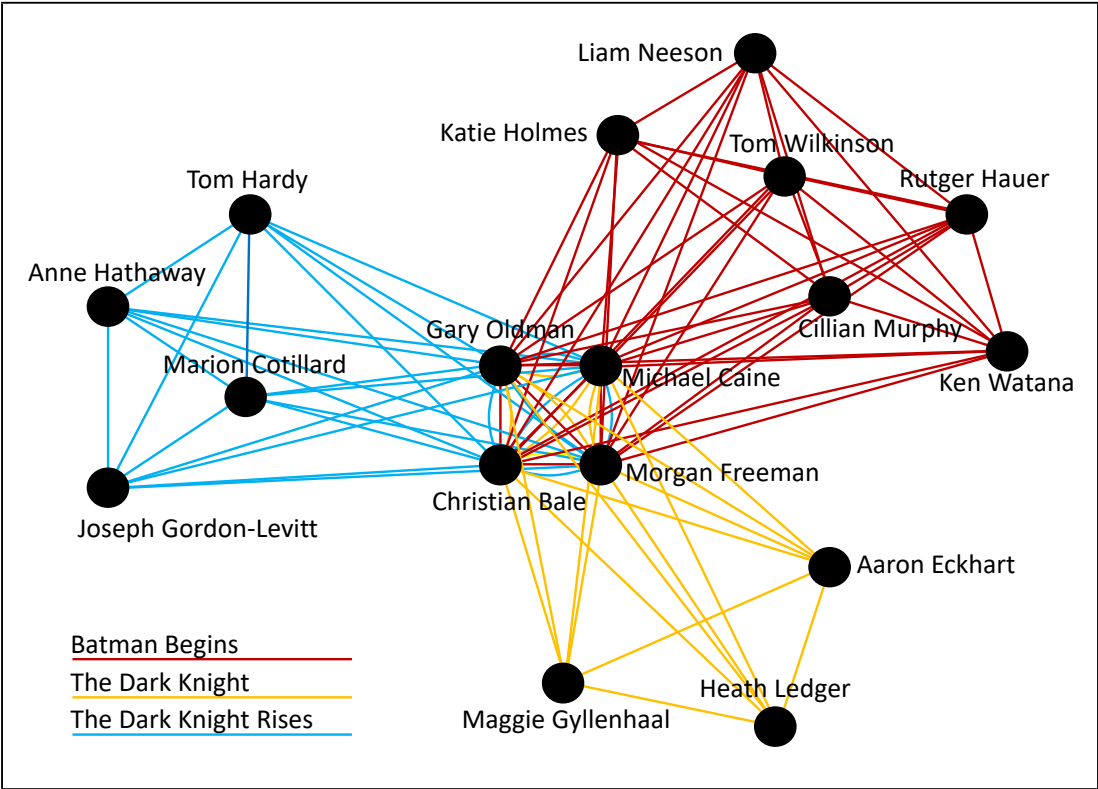 Liam Neeson
Katie Holmes
Tom Wilkinson
Tom Hardy
Rutger Hauer
Anne Hathaway
Gary Oldman
Cillian Murphy
Marion Cotillard
Michael Caine
Ken Watana
Morgan Freeman
Christian Bale
Joseph Gordon-Levitt
Aaron Eckhart
Batman Begins
The Dark Knight
Heath Ledger
Maggie Gyllenhaal
The Dark Knight Rises